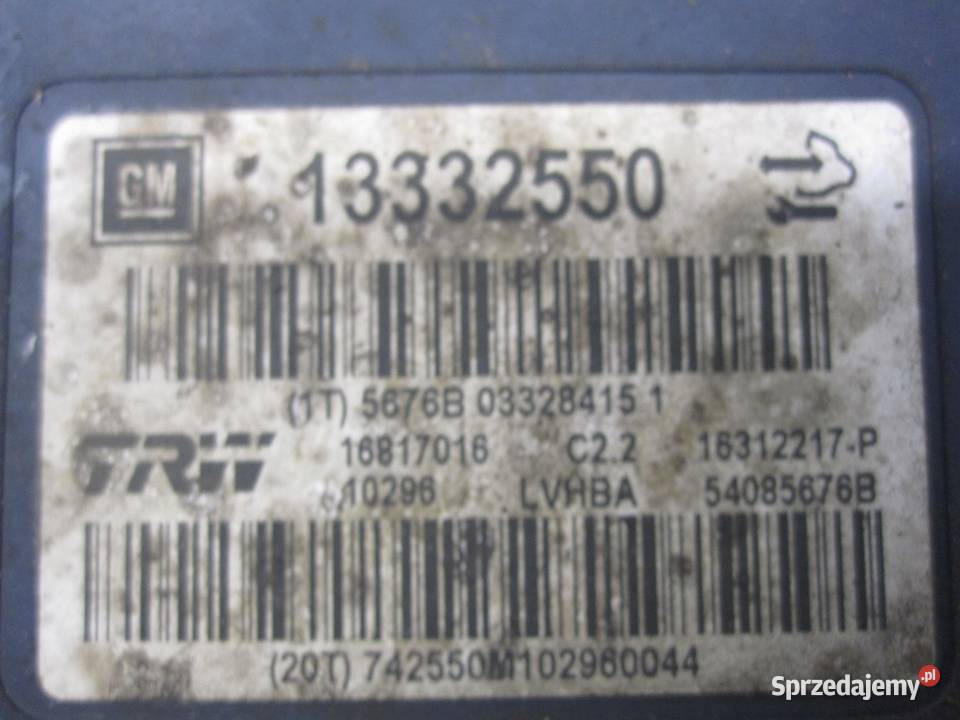 GM 13332550
(1T) 5676B 03328415 1
TRW 16817016 C2.2 16312217-P
10296 LVHBA 54085676B
(20T) 742550M102960044
Sprzedajemy.pl